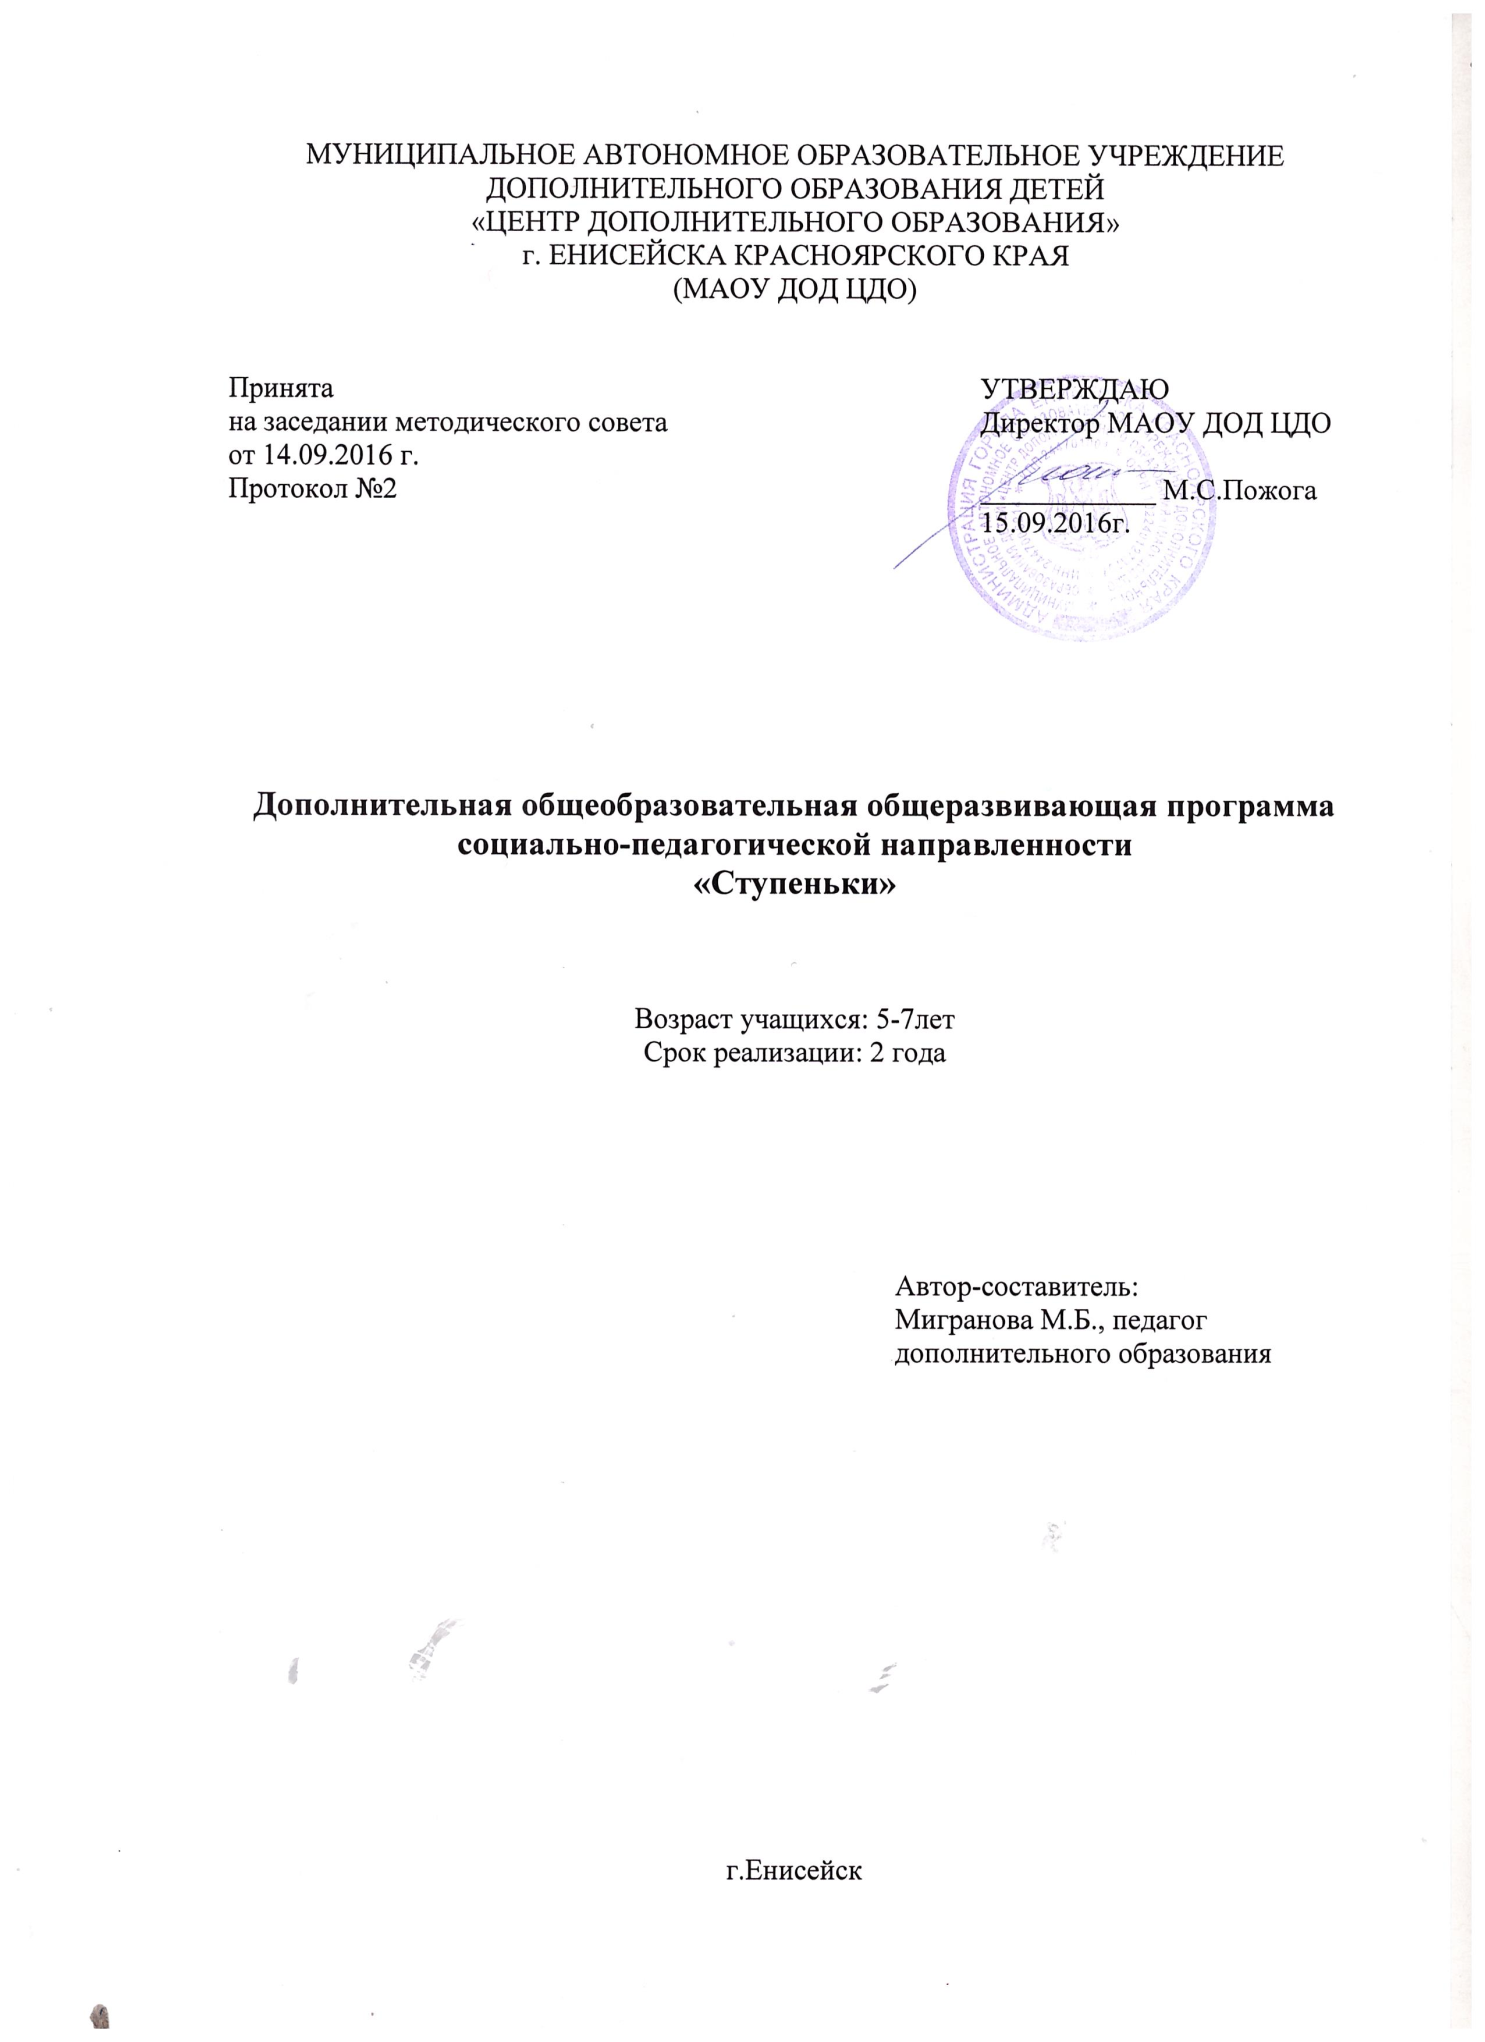 МУНИЦИПАЛЬНОЕ АВТОНОМНОЕ ОБРАЗОВАТЕЛЬНОЕ УЧРЕЖДЕНИЕ
ДОПОЛНИТЕЛЬНОГО ОБРАЗОВАНИЯ ДЕТЕЙ
«ЦЕНТР ДОПОЛНИТЕЛЬНОГО ОБРАЗОВАНИЯ»
г. ЕНИСЕЙСКА КРАСНОЯРСКОГО КРАЯ
(МАОУ ДОД ЦДО)
Принята
на заседании методического совета
от 14.09.2016 г.
Протокол №2
УТВЕРЖДАЮ
Директор МАОУ ДОД ЦДО
____________ М.С.Пожога
15.09.2016г.
Дополнительная общеобразовательная общеразвивающая программа
социально-педагогической направленности
«Ступеньки»
Возраст учащихся: 5-7лет
Срок реализации: 2 года
Автор-составитель:
Мигранова М.Б., педагог
дополнительного образования
г.Енисейск